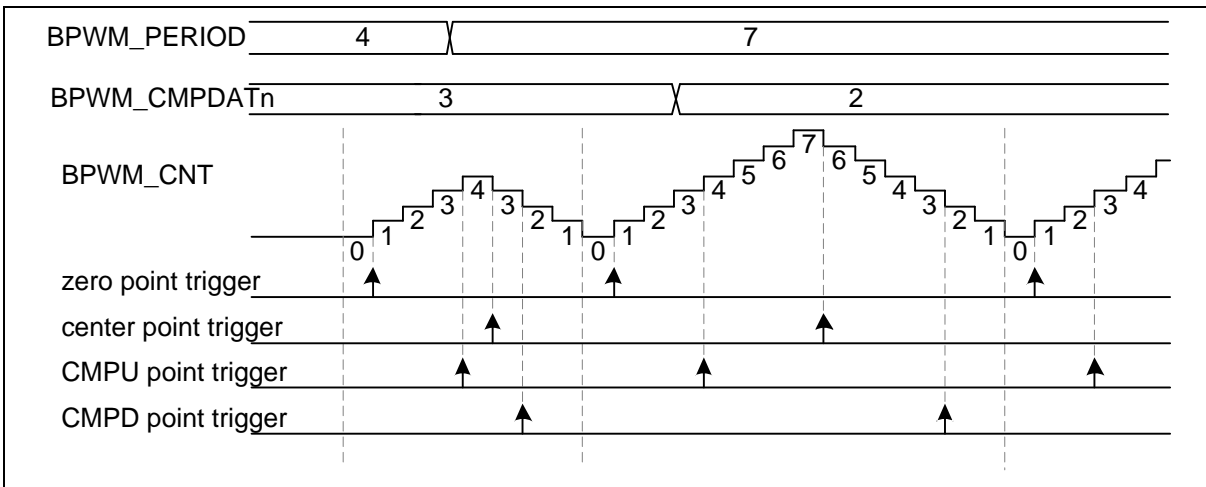 BPWM_PERIOD 4 7
BPWM_CMPDATn 3 2
BPWM_CNT
0 1 2 3 4 3 2 1 0 1 2 3 4 5 6 7 6 5 4 3 2 1 0 1 2 3 4
zero point trigger
center point trigger
CMPU point trigger
CMPD point trigger